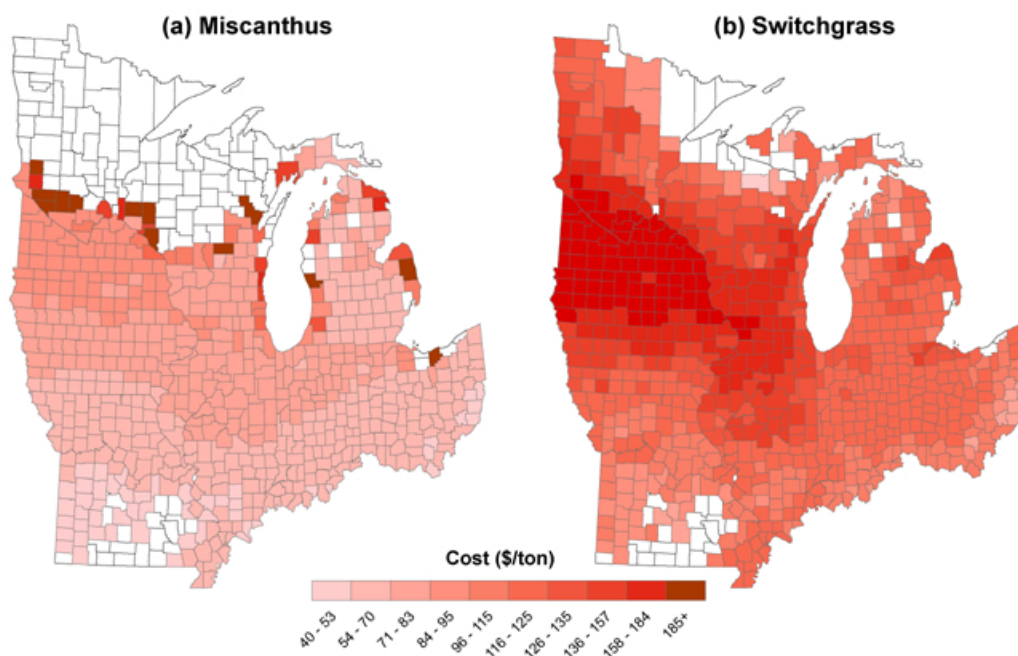 (a) Miscanthus
(b) Switchgrass
Cost ($/ton)
40 - 53
54 - 70
71 - 83
84 - 95
96 - 115
116 - 125
126 - 135
136 - 157
158 - 184
185+